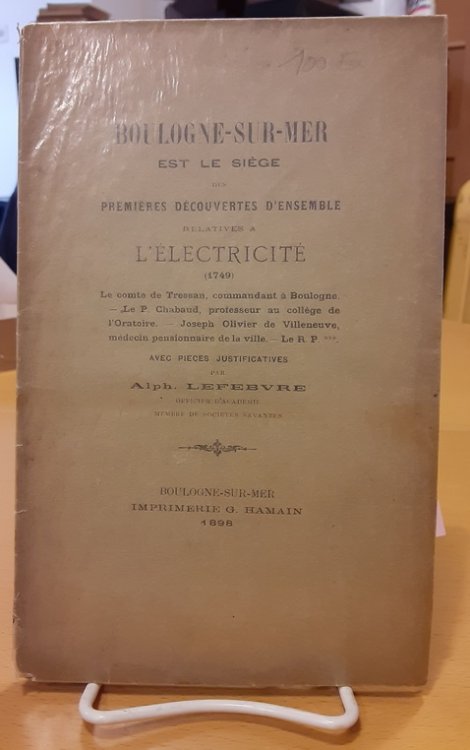 BOULOGNE-SUR-MER
EST LE SIÈGE
DES
PREMIÈRES DÉCOUVERTES D'ENSEMBLE
RELATIVES A
L'ÉLECTRICITÉ
(1749)
Le comte de Tressan, commandant à Boulogne.
— Le P. Chabaud, professeur au collège de
l'Oratoire. — Joseph Olivier de Villeneuve,
médecin pensionnaire de la ville. — Le R P ***.
AVEC PIECES JUSTIFICATIVES
PAR
Alph. LEFEBVRE
OFFICIER D'ACADÉMIE
MEMBRE DE SOCIÉTÉS SAVANTES
BOULOGNE-SUR-MER
IMPRIMERIE G. HAMAIN
1898